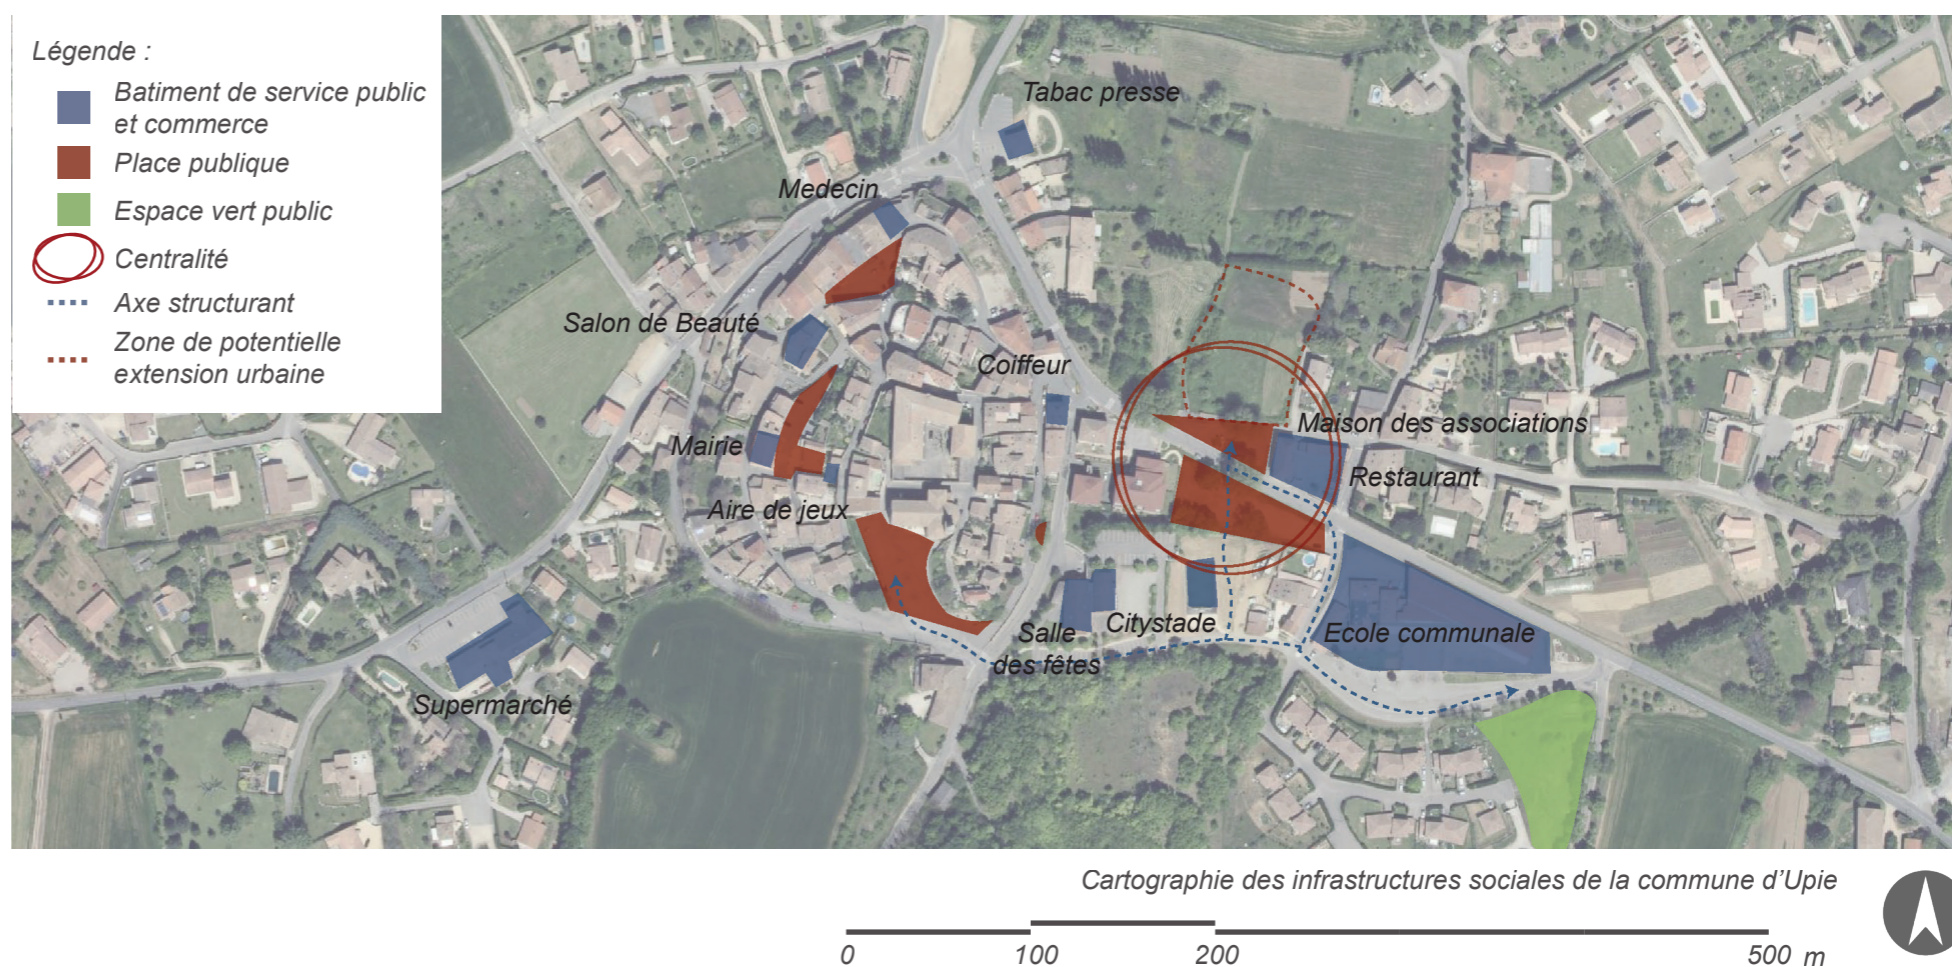 Légende :
Batiment de service public
et commerce
Place publique
Espace vert public
Centralité
Axe structurant
Zone de potentielle
extension urbaine
Tabac presse
Medecin
Salon de Beauté
Coiffeur
Maison des associations
Mairie
Restaurant
Aire de jeux
Citystade
Salle
des fêtes
Ecole communale
Supermarché
Cartographie des infrastructures sociales de la commune d'Upie
0 100 200 500 m